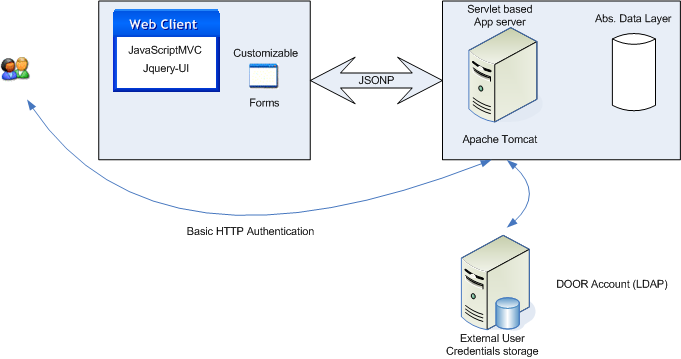 Web Client
JavaScriptMVC
Jquery-UI
Customizable
Forms
JSONP
Servlet based
App server
Apache Tomcat
Abs. Data Layer
Basic HTTP Authentication
DOOR Account (LDAP)
External User
Credentials storage